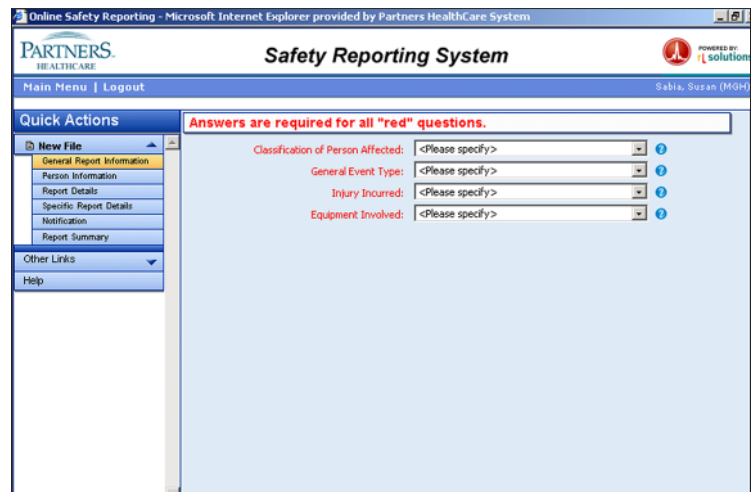 Online Safety Reporting - Microsoft Internet Explorer provided by Partners HealthCare System
PARTNERS.
HEALTHCARE
Safety Reporting System
POWERED BY:
rL solutions
Main Menu | Logout
Sabia, Susan (MGH)
Quick Actions
Answers are required for all "red" questions.
New File
General Report Information
Person Information
Report Details
Specific Report Details
Notification
Report Summary
Other Links
Help
Classification of Person Affected: <Please specify>
General Event Type: <Please specify>
Injury Incurred: <Please specify>
Equipment Involved: <Please specify>